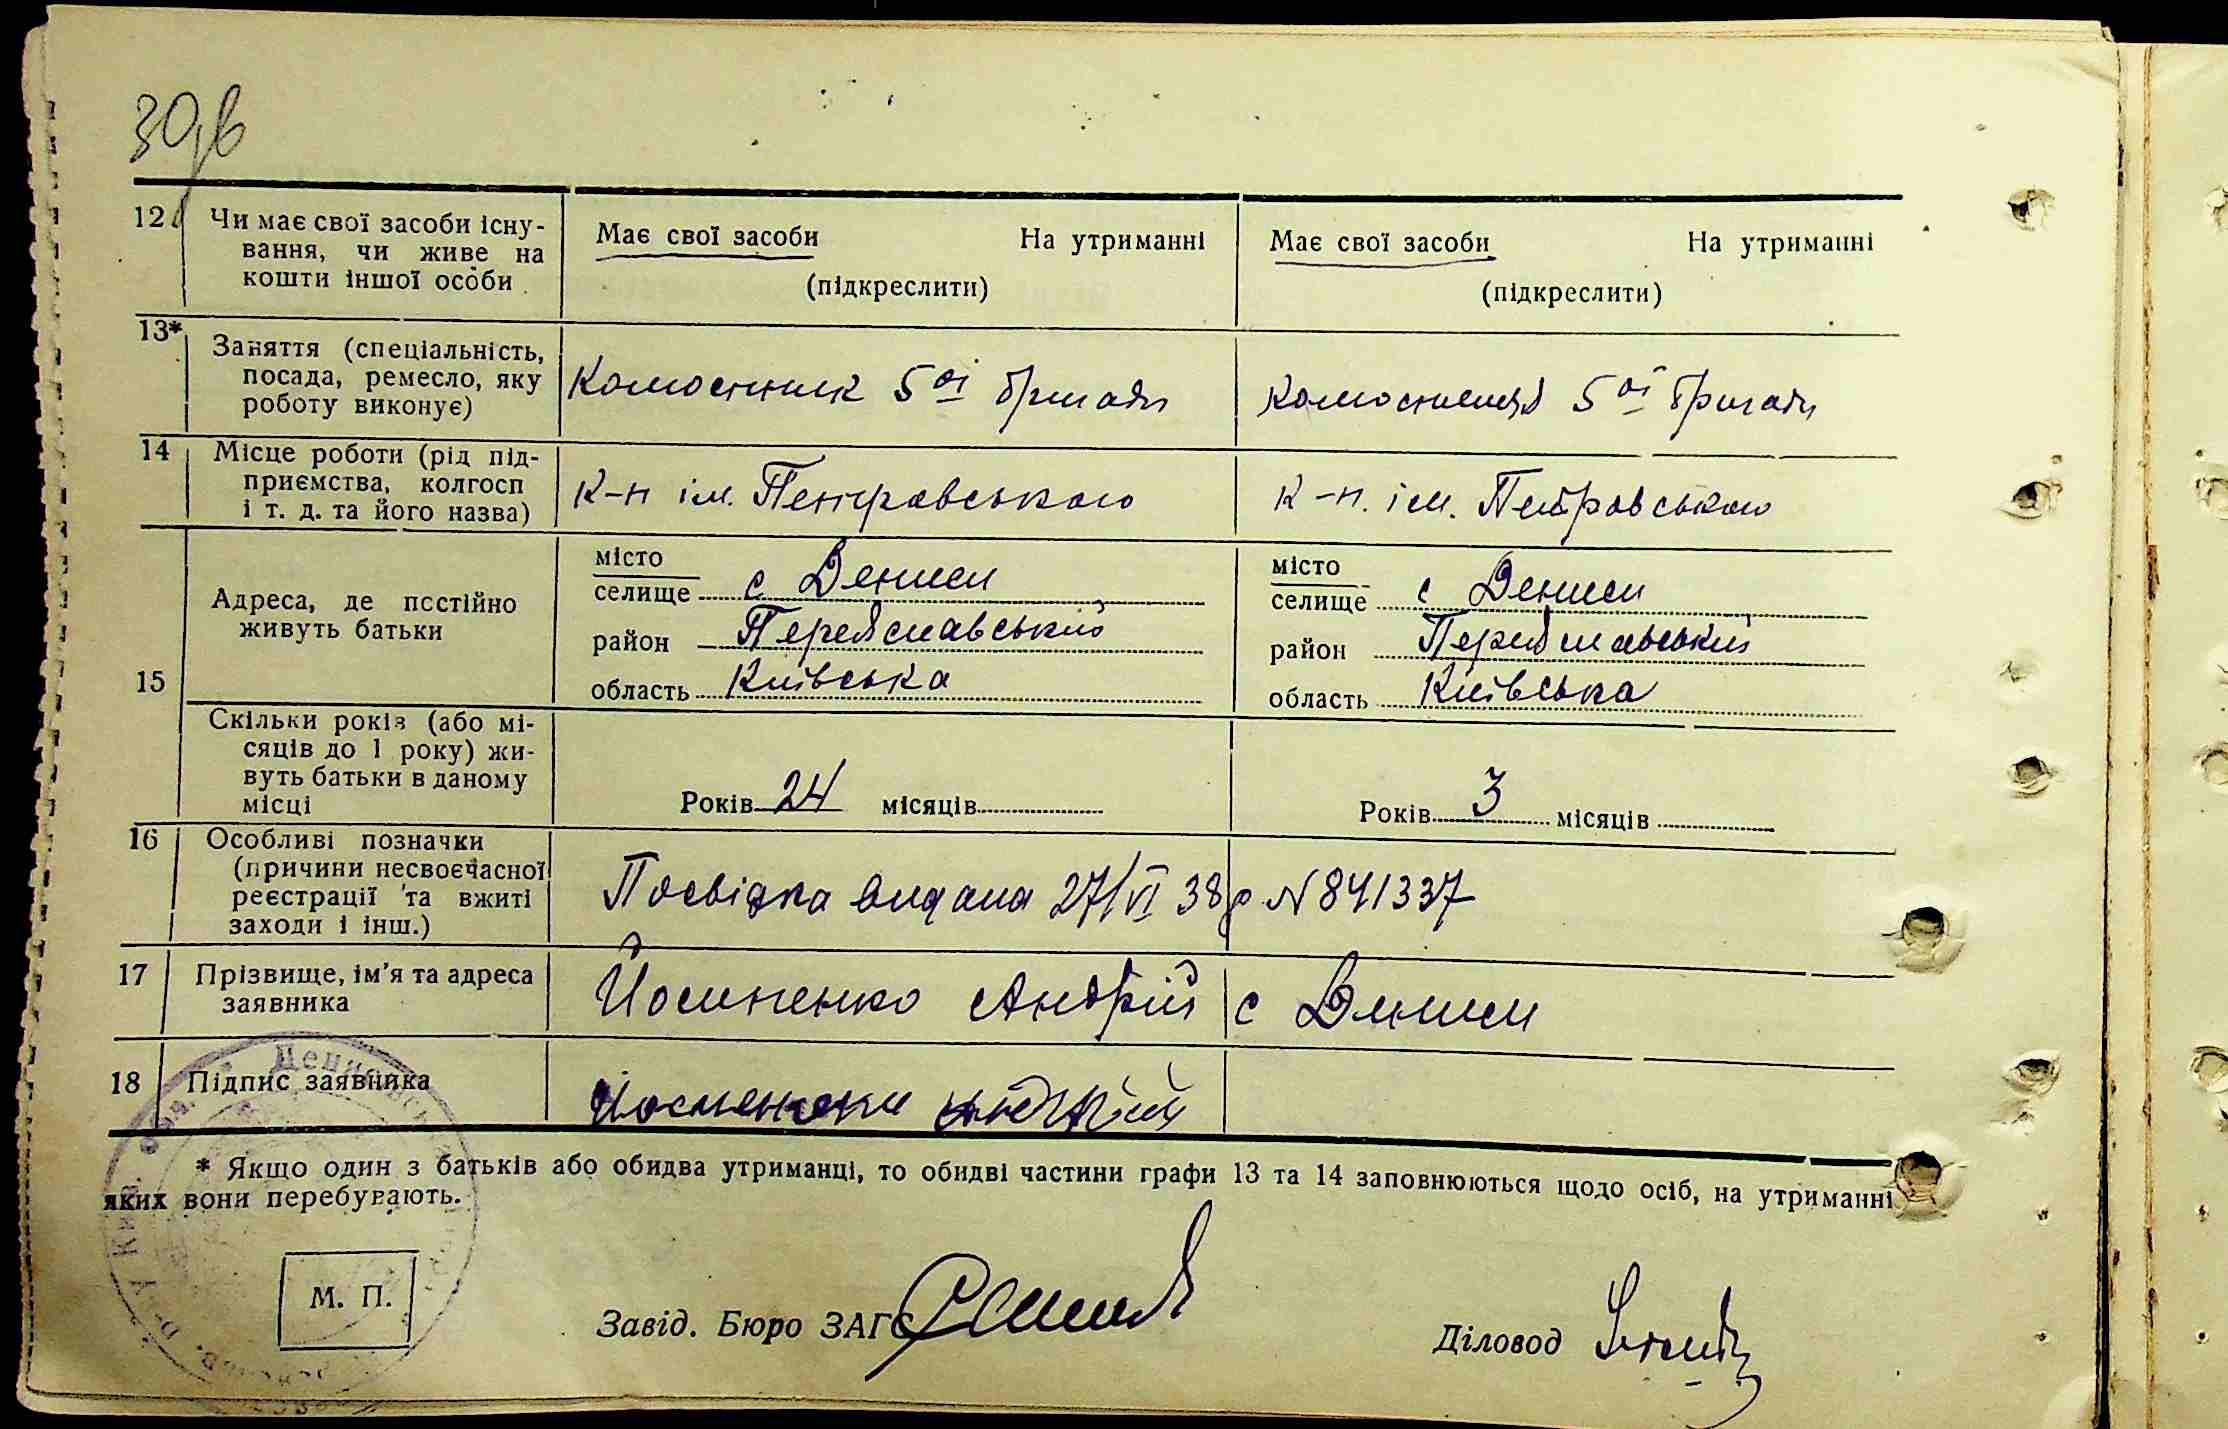 30 зв
12 Чи має свої засоби існу-
вання, чи живе на
кошти іншої особи
Має свої засоби На утриманні
(підкреслити)
Має свої засоби На утриманні
(підкреслити)
13* Заняття (спеціальність,
посада, ремесло, яку
роботу виконує)
Колгоспник 5ої бригади
Колгоспниця 5ої бригади
14 Місце роботи (рід під-
приємства, колгосп
і т. д. та його назва)
к-п ім. Петровського
к-п. ім. Петровського
15
Адреса, де постійно
живуть батьки
місто
селище с Дениси
район Переяславський
область Київська
місто
селище с Дениси
район Переяславський
область Київська
Скільки років (або мі-
сяців до 1 року) жи-
вуть батьки в даному
місці
Років 24 місяців
Років 3 місяців
16 Особливі позначки
(причини несвоєчасної
реєстрації та вжиті
заходи і інш.)
Посвідка видана 27/VI 38р N 841337
17 Прізвище, ім'я та адреса
заявника
Йосипенко Андрій с Дениси
18 Підпис заявника
Йосипенко Андрій
* Якщо один з батьків або обидва утриманці, то обидві частини графи 13 та 14 заповнюються щодо осіб, на утриманні
яких вони перебувають.
М. П.
Завід. Бюро ЗАГС
Діловод